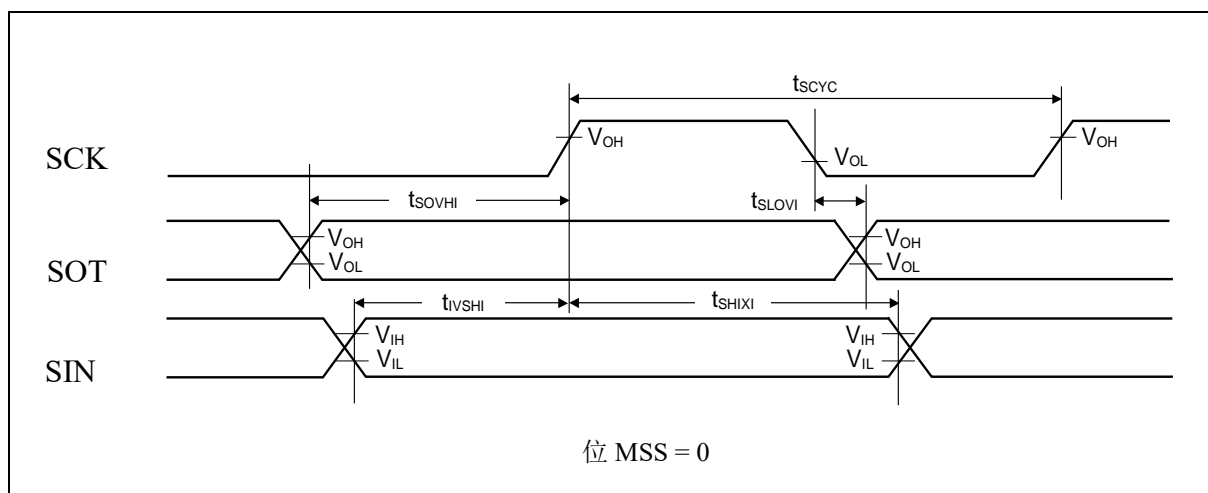 tSCYC
SCK
VOH
VOL
VOH
tSOVHI
tSLOVI
SOT
VOH
VOL
VOH
VOL
tIVSHI
tSHIXI
SIN
VIH
VIL
VIH
VIL
位 MSS = 0